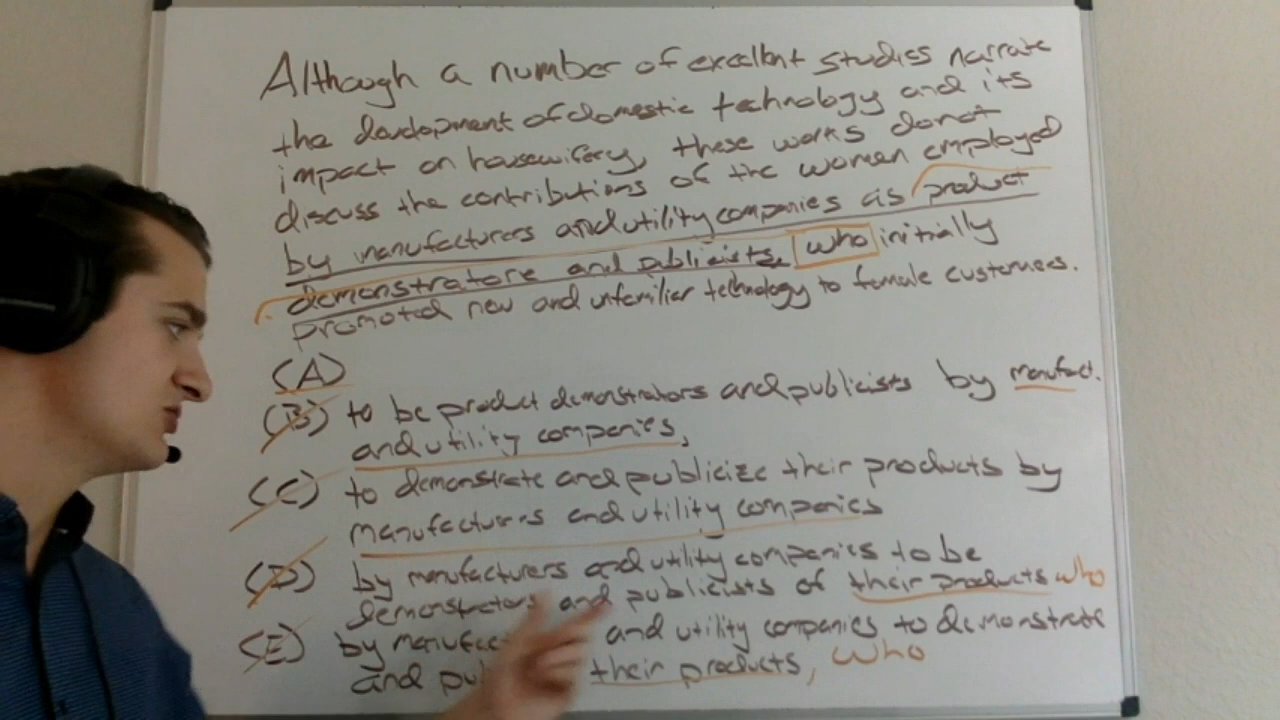 Although a number of excellent studies narrate
the development of domestic technology and its
impact on housewifery, these works do not
discuss the contributions of the women employed
by manufacturers and utility companies as product
demonstrators and publicists, who initially
promoted new and unfamiliar technology to female customers.
(A)
(B) to be product demonstrators and publicists by manufact.
and utility companies,
(C) to demonstrate and publicize their products by
manufacturers and utility companies
(D) by manufacturers and utility companies to be
demonstrators and publicists of their products who
(E) by manufac and utility companies to demonstrate
and pub their products, who